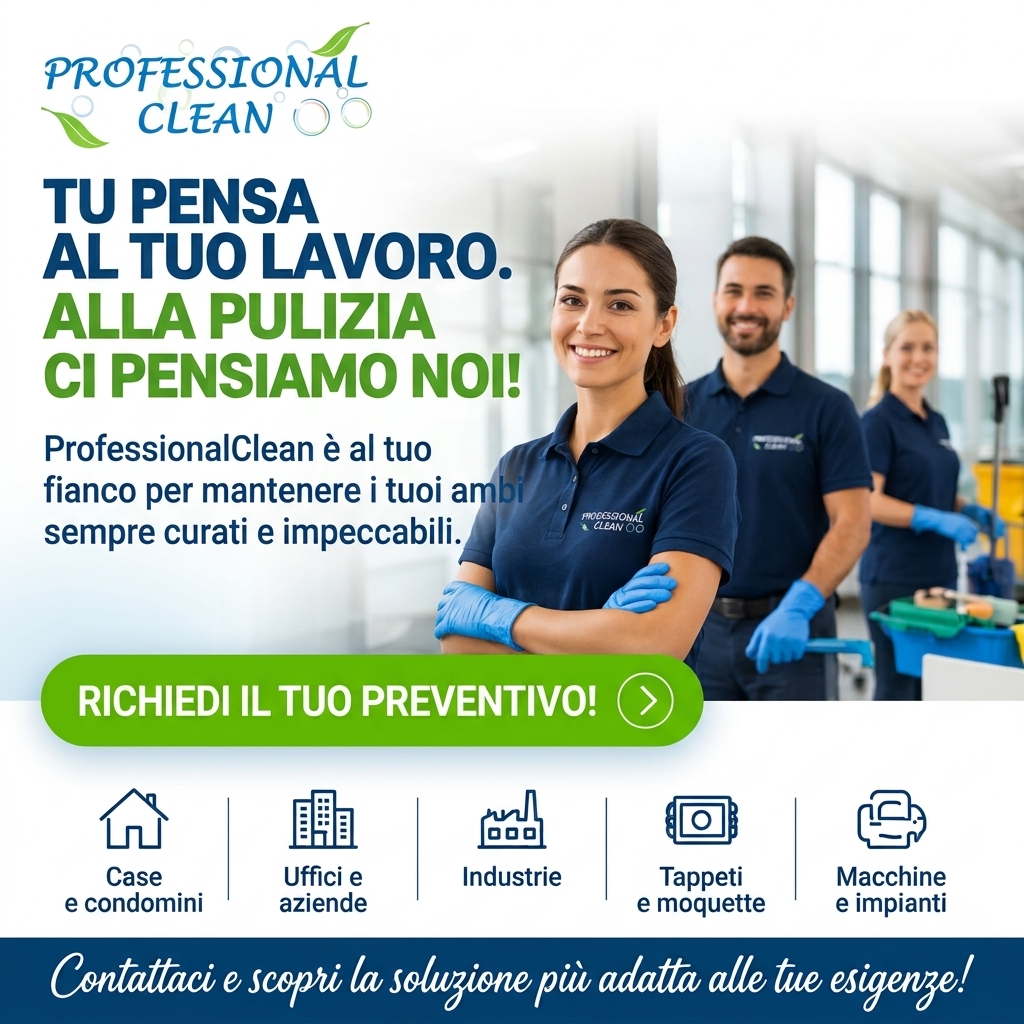 PROFESSIONAL
CLEAN
TU PENSA
AL TUO LAVORO.
ALLA PULIZIA
CI PENSIAMO NOI!
ProfessionalClean è al tuo
fianco per mantenere i tuoi ambi
sempre curati e impeccabili.
PROFESSIONAL
CLEAN
RICHIEDI IL TUO PREVENTIVO!
Case
e condomini
Uffici e
aziende
Industrie
Tappeti
e moquette
Macchine
e impianti
Contattaci e scopri la soluzione più adatta alle tue esigenze!